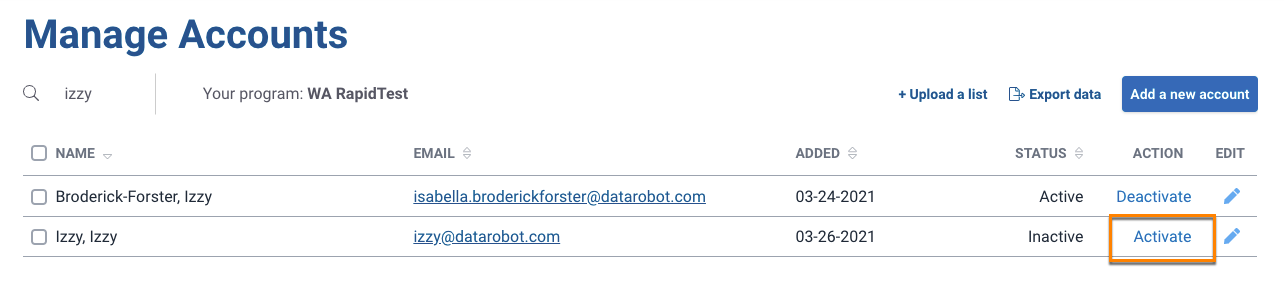 Manage Accounts
izzy Your program: WA RapidTest + Upload a list Export data Add a new account
NAME EMAIL ADDED STATUS ACTION EDIT
Broderick-Forster, Izzy isabella.broderickforster@datarobot.com 03-24-2021 Active Deactivate
Izzy, Izzy izzy@datarobot.com 03-26-2021 Inactive Activate